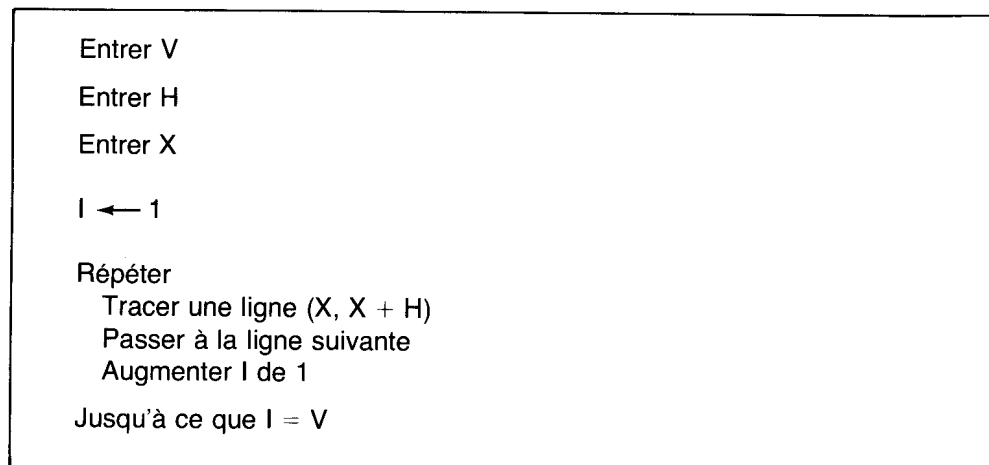 Entrer V
Entrer H
Entrer X
I ← 1
Répéter
Tracer une ligne (X, X + H)
Passer à la ligne suivante
Augmenter I de 1
Jusqu'à ce que I = V